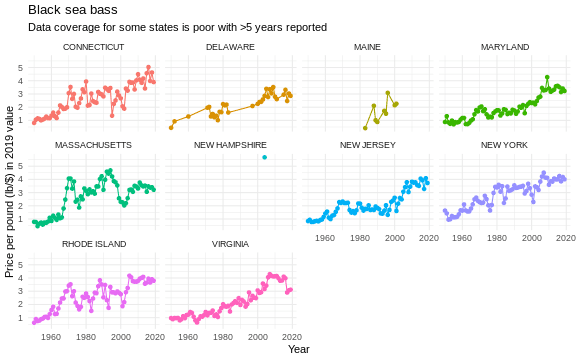 Black sea bass
Data coverage for some states is poor with >5 years reported
CONNECTICUT DELAWARE MAINE MARYLAND
5
4
3
2
1
MASSACHUSETTS NEW HAMPSHIRE NEW JERSEY NEW YORK
5
4
3
2
1
1960 1980 2000 2020 1960 1980 2000 2020
RHODE ISLAND VIRGINIA
5
4
3
2
1
1960 1980 2000 2020 1960 1980 2000 2020
Year
Price per pound (lb/$) in 2019 value